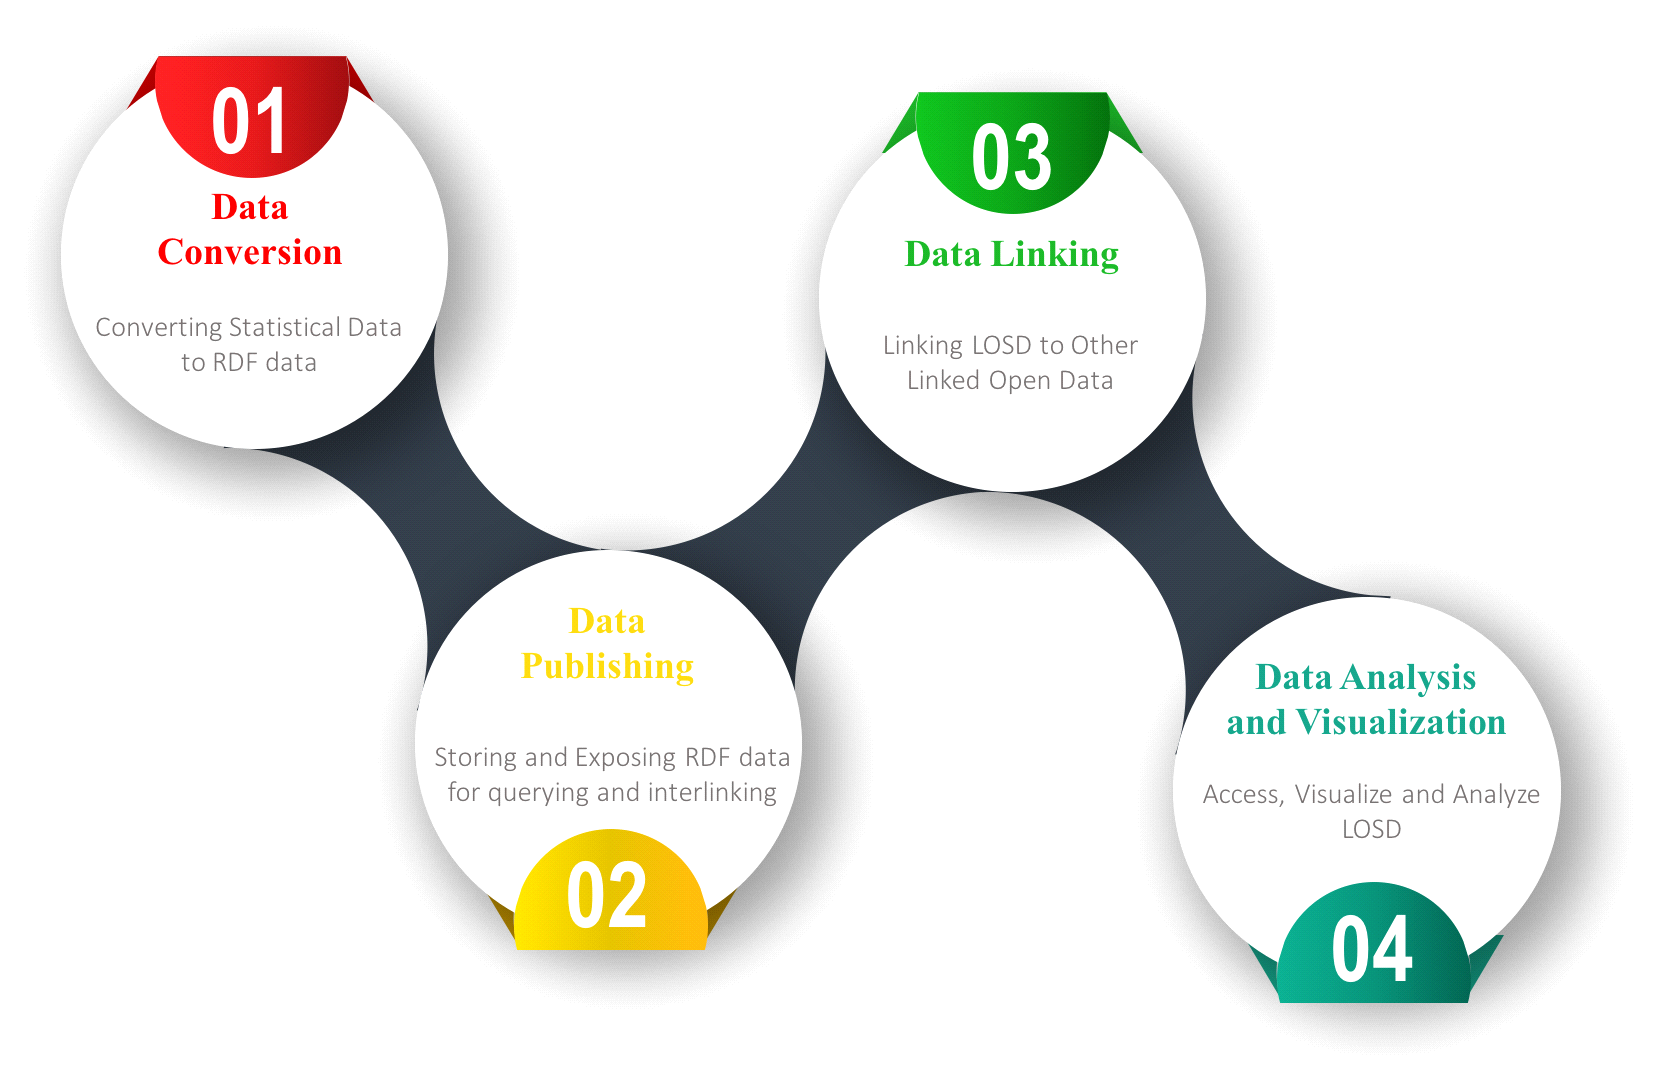 01
Data
Conversion
Converting Statistical Data
to RDF data
02
Data
Publishing
Storing and Exposing RDF data
for querying and interlinking
03
Data Linking
Linking LOSD to Other
Linked Open Data
04
Data Analysis
and Visualization
Access, Visualize and Analyze
LOSD